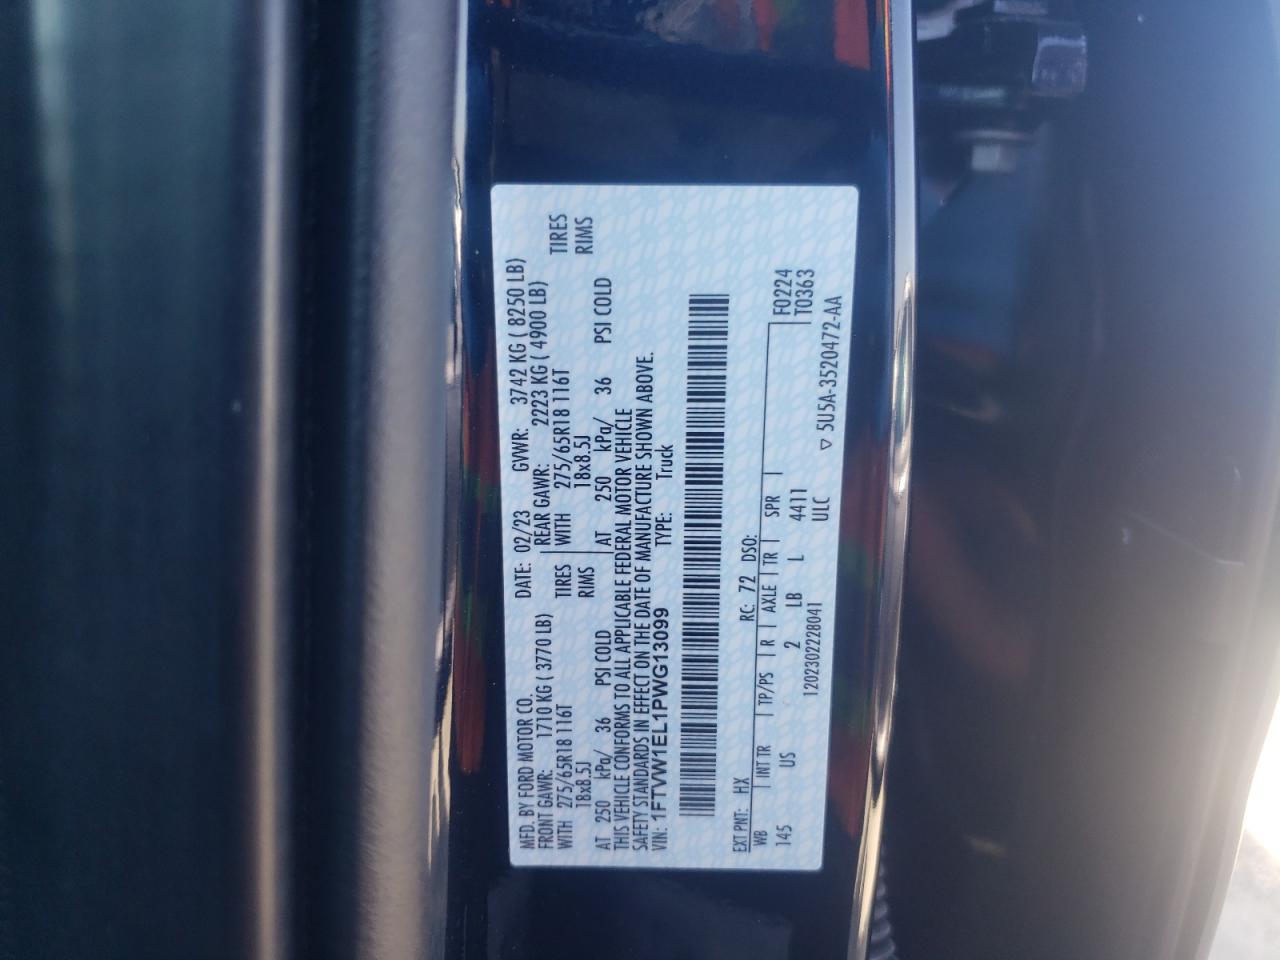 MFD. BY FORD MOTOR CO. DATE: 02/23 GVWR: 3742 KG ( 8250 LB)
FRONT GAWR: 1710 KG ( 3770 LB) REAR GAWR: 2223 KG ( 4900 LB)
WITH 275/65R18 116T TIRES WITH 275/65R18 116T TIRES
18x8.5J RIMS 18x8.5J RIMS
AT 250 kPa/ 36 PSI COLD AT 250 kPa/ 36 PSI COLD
THIS VEHICLE CONFORMS TO ALL APPLICABLE FEDERAL MOTOR VEHICLE
SAFETY STANDARDS IN EFFECT ON THE DATE OF MANUFACTURE SHOWN ABOVE.
VIN: 1FTVW1EL1PWG13099 TYPE: Truck
EXT PNT: HX RC: 72 DSO:
WB INT TR TP/PS R AXLE TR SPR F0224
145 US 2 LB L 4411 T0363
ULC
120230228041 ▽ 5U5A-3520472-AA